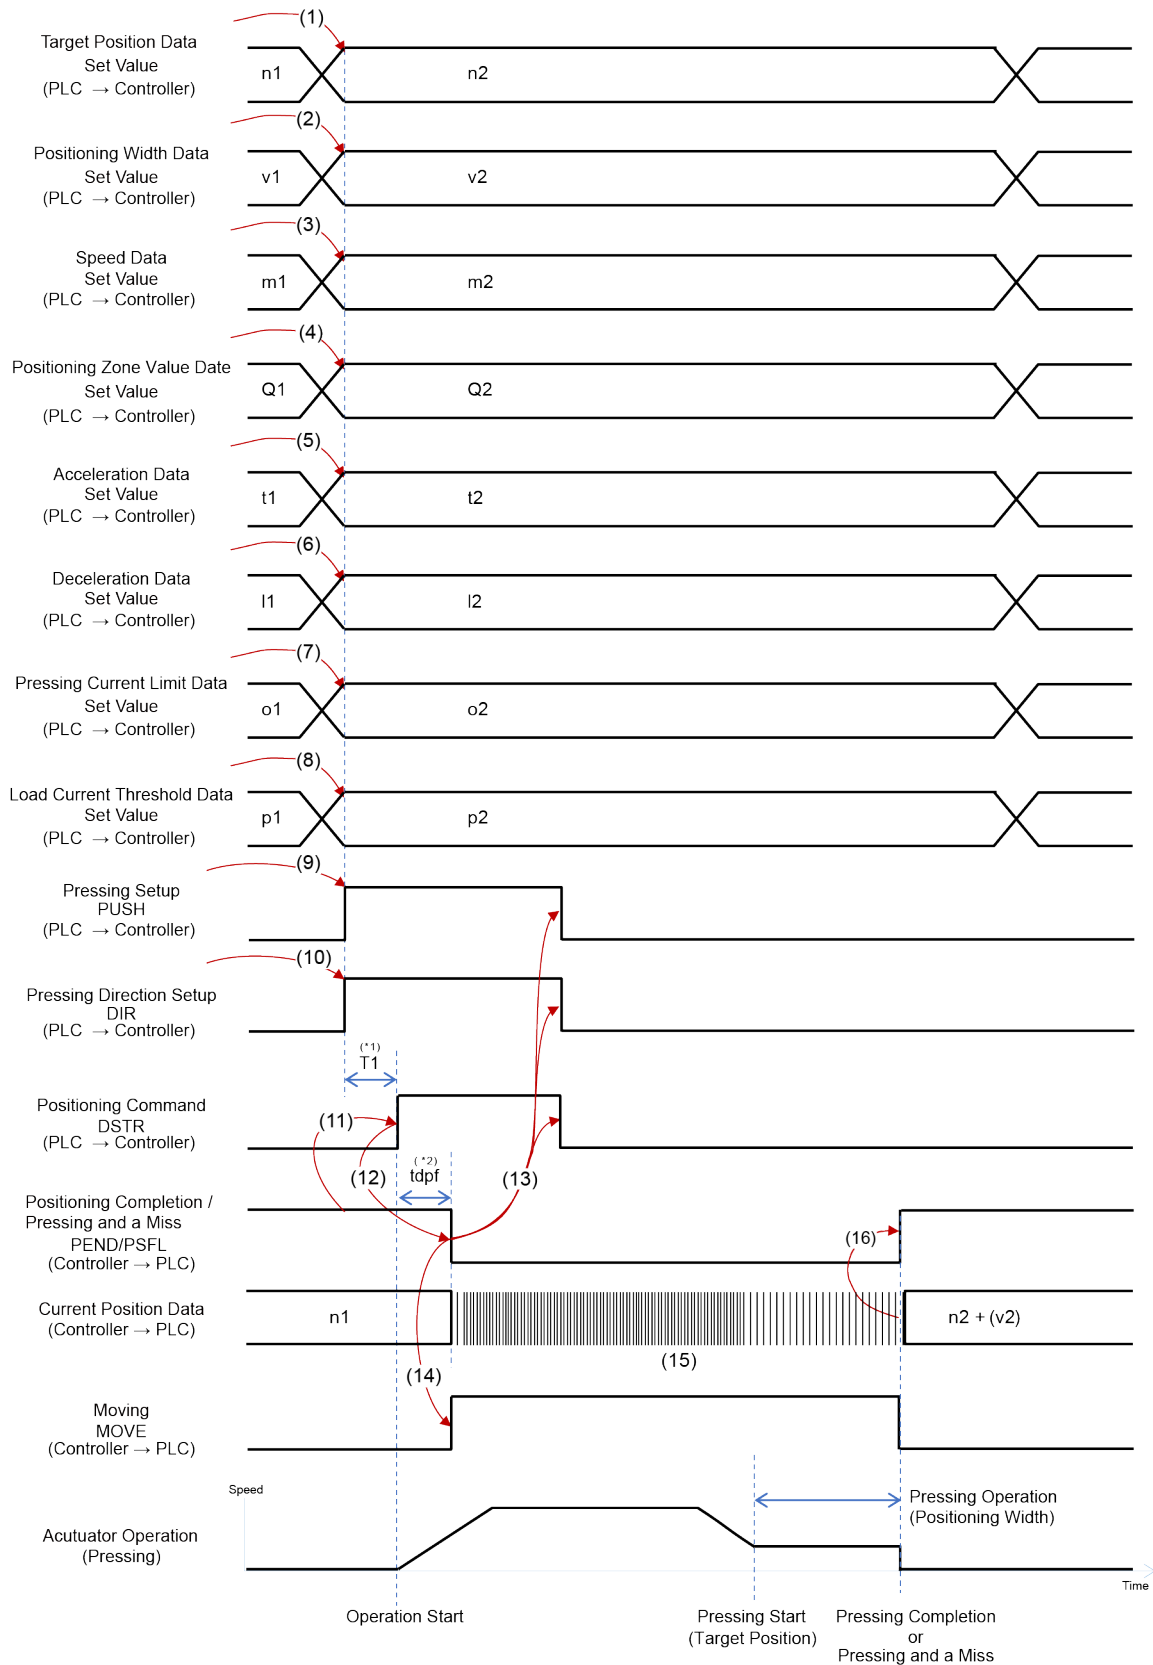 (1)
Target Position Data
Set Value
(PLC → Controller)
n1
n2
(2)
Positioning Width Data
Set Value
(PLC → Controller)
v1
v2
(3)
Speed Data
Set Value
(PLC → Controller)
m1
m2
(4)
Positioning Zone Value Date
Set Value
(PLC → Controller)
Q1
Q2
(5)
Acceleration Data
Set Value
(PLC → Controller)
t1
t2
(6)
Deceleration Data
Set Value
(PLC → Controller)
l1
l2
(7)
Pressing Current Limit Data
Set Value
(PLC → Controller)
o1
o2
(8)
Load Current Threshold Data
Set Value
(PLC → Controller)
p1
p2
(9)
Pressing Setup
PUSH
(PLC → Controller)
(10)
Pressing Direction Setup
DIR
(PLC → Controller)
(*1)
T1
Positioning Command
DSTR
(PLC → Controller)
(11)
(12)
(*2)
tdpf
(13)
Positioning Completion /
Pressing and a Miss
PEND/PSFL
(Controller → PLC)
(16)
Current Position Data
(Controller → PLC)
n1
n2 + (v2)
(15)
(14)
Moving
MOVE
(Controller → PLC)
Speed
Pressing Operation
(Positioning Width)
Acutuator Operation
(Pressing)
Time
Operation Start
Pressing Start
(Target Position)
Pressing Completion
or
Pressing and a Miss